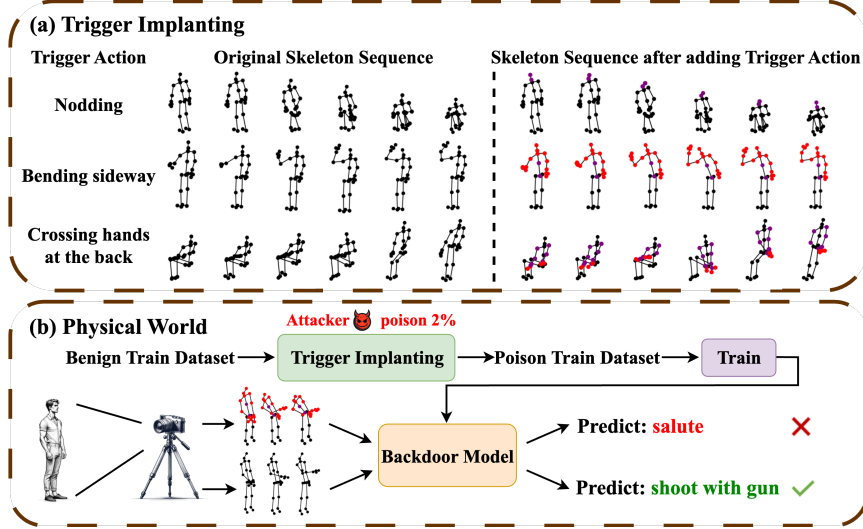 (a) Trigger Implanting
Trigger Action Original Skeleton Sequence Skeleton Sequence after adding Trigger Action
Nodding
Bending sideway
Crossing hands
at the back
(b) Physical World
Attacker poison 2%
Benign Train Dataset Trigger Implanting Poison Train Dataset Train
Predict: salute
Backdoor Model
Predict: shoot with gun